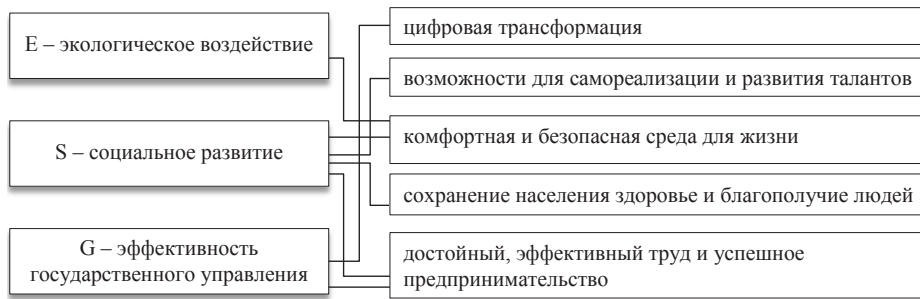 E – экологическое воздействие
S – социальное развитие
G – эффективность
государственного управления
цифровая трансформация
возможности для самореализации и развития талантов
комфортная и безопасная среда для жизни
сохранение населения здоровье и благополучие людей
достойный, эффективный труд и успешное
предпринимательство